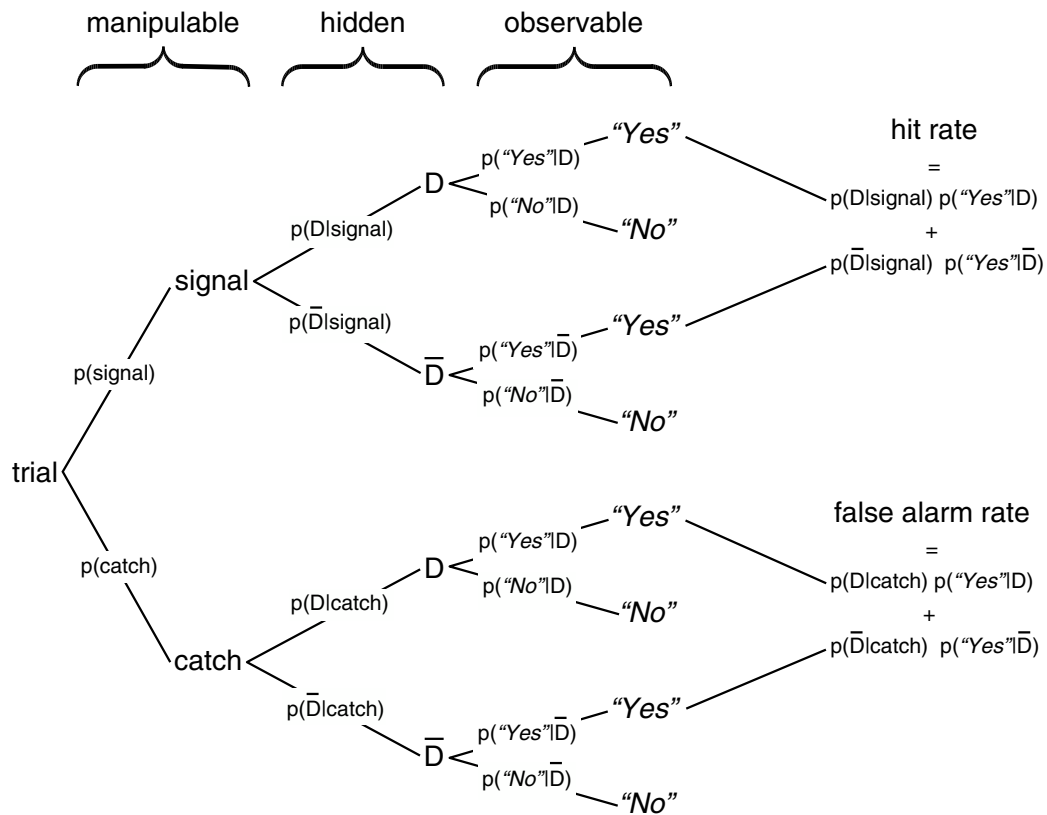 manipulable hidden observable
“Yes”
hit rate
p(“Yes”|D)
=
D
p(“No”|D)
p(D|signal) p(“Yes”|D)
p(D|signal)
“No”
+
p(D̅|signal) p(“Yes”|D̅)
signal
p(D̅|signal)
“Yes”
p(“Yes”|D̅)
D̅
p(signal)
p(“No”|D̅)
“No”
trial
“Yes”
false alarm rate
p(“Yes”|D)
=
p(catch)
D
p(“No”|D)
p(D|catch) p(“Yes”|D)
p(D|catch)
“No”
+
p(D̅|catch) p(“Yes”|D̅)
catch
p(D̅|catch)
“Yes”
p(“Yes”|D̅)
D̅
p(“No”|D̅)
“No”